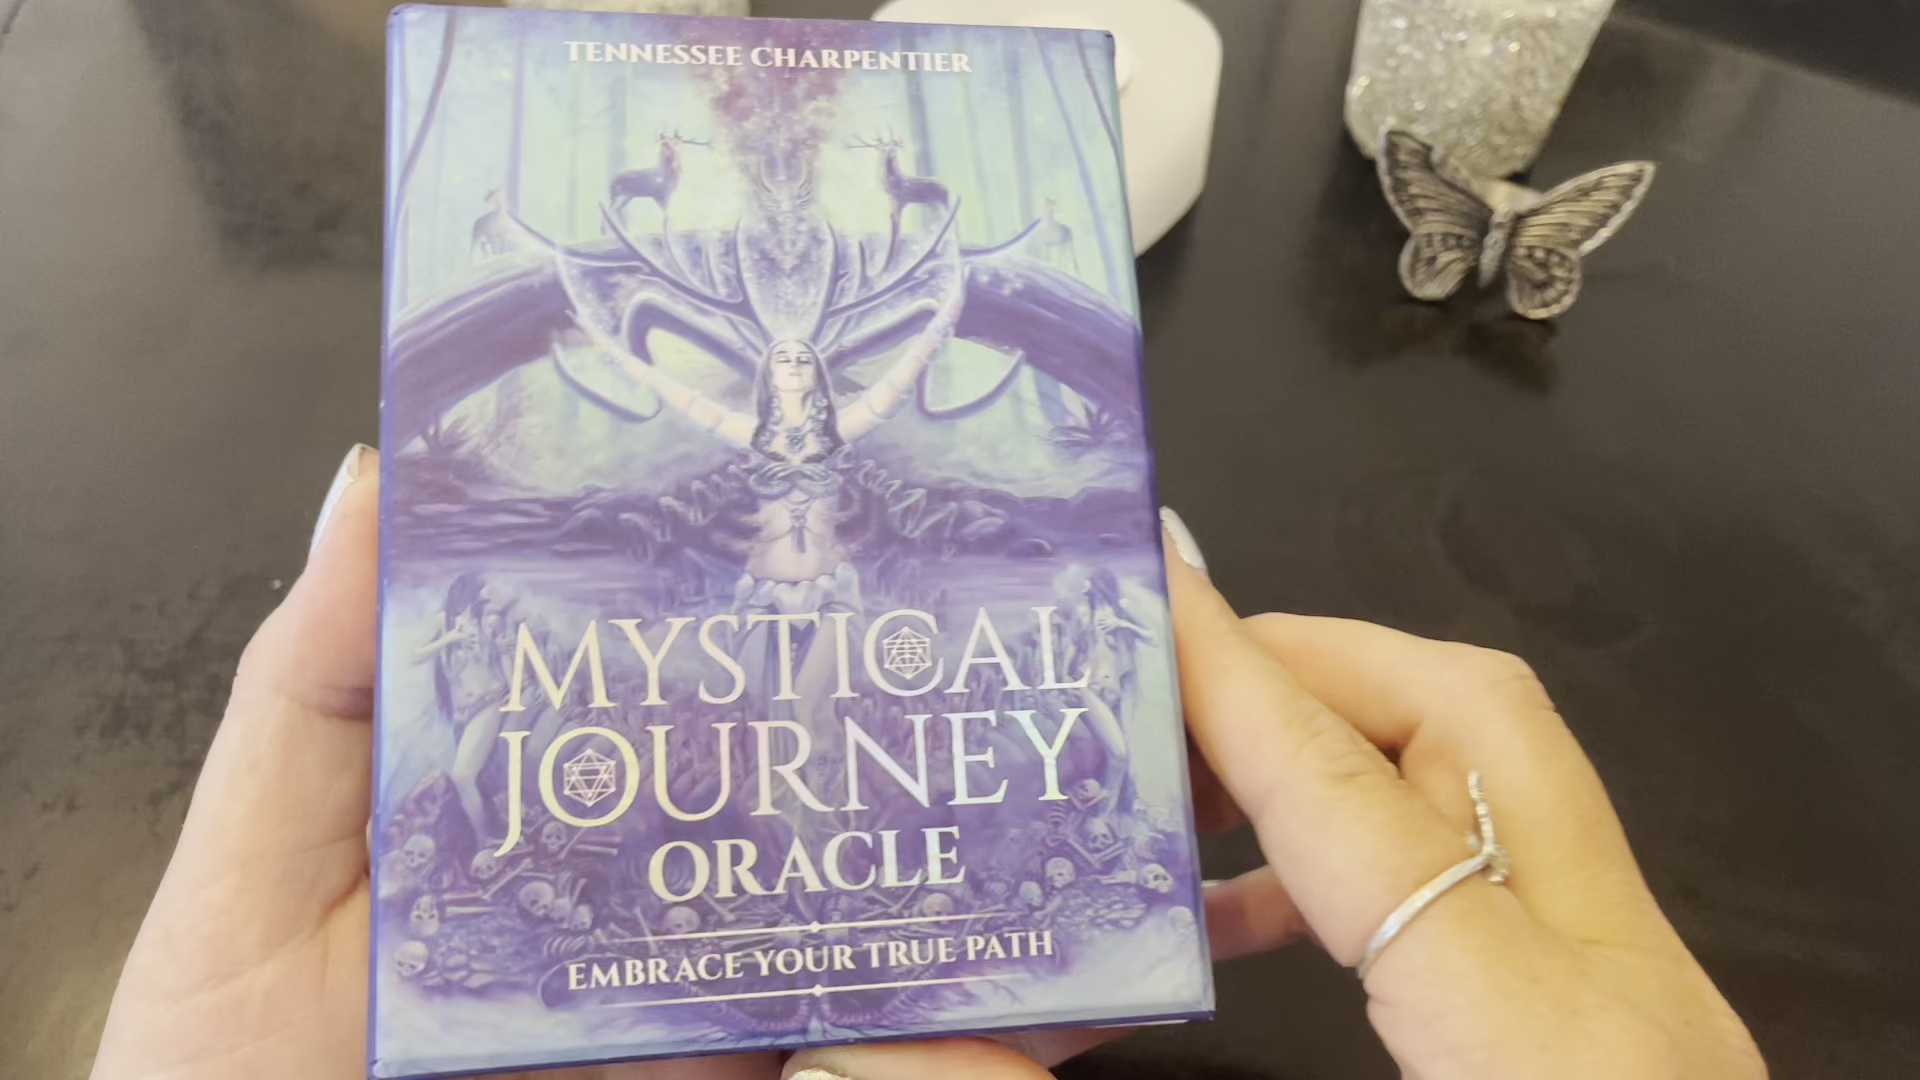 TENNESSEE CHARPENTIER
MYSTICAL
JOURNEY
ORACLE
EMBRACE YOUR TRUE PATH